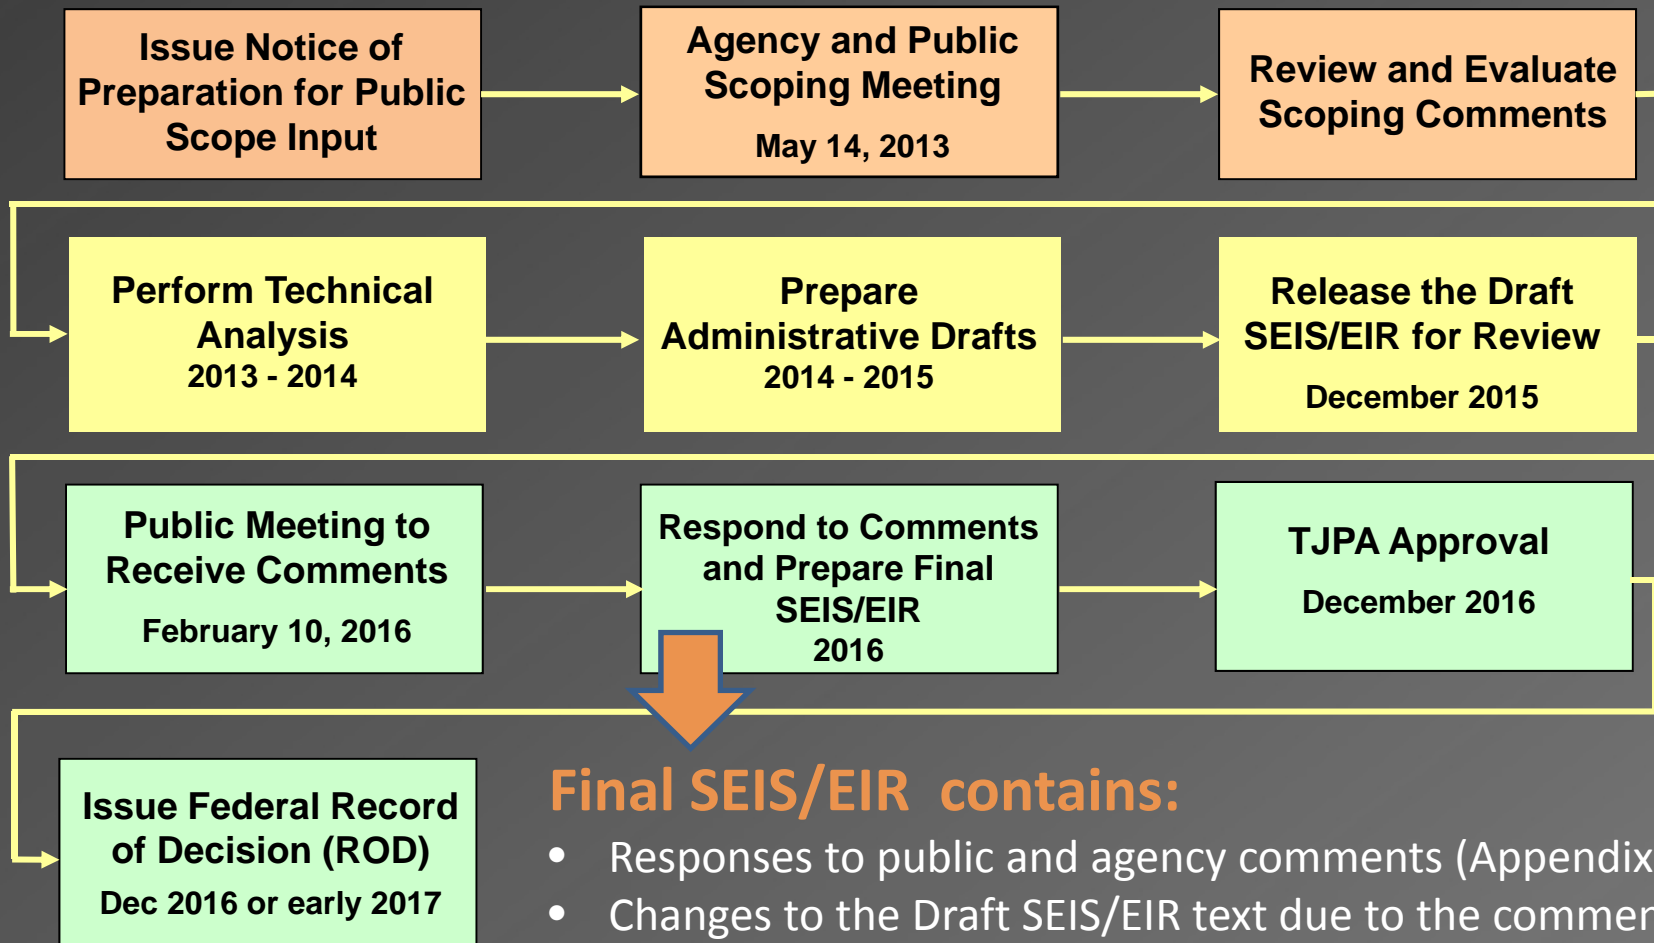 Issue Notice of
Preparation for Public
Scope Input
Agency and Public
Scoping Meeting
May 14, 2013
Review and Evaluate
Scoping Comments
Perform Technical
Analysis
2013 - 2014
Prepare
Administrative Drafts
2014 - 2015
Release the Draft
SEIS/EIR for Review
December 2015
Public Meeting to
Receive Comments
February 10, 2016
Respond to Comments
and Prepare Final
SEIS/EIR
2016
TJPA Approval
December 2016
Issue Federal Record
of Decision (ROD)
Dec 2016 or early 2017
Final SEIS/EIR contains:
• Responses to public and agency comments (Appendix
• Changes to the Draft SEIS/EIR text due to the